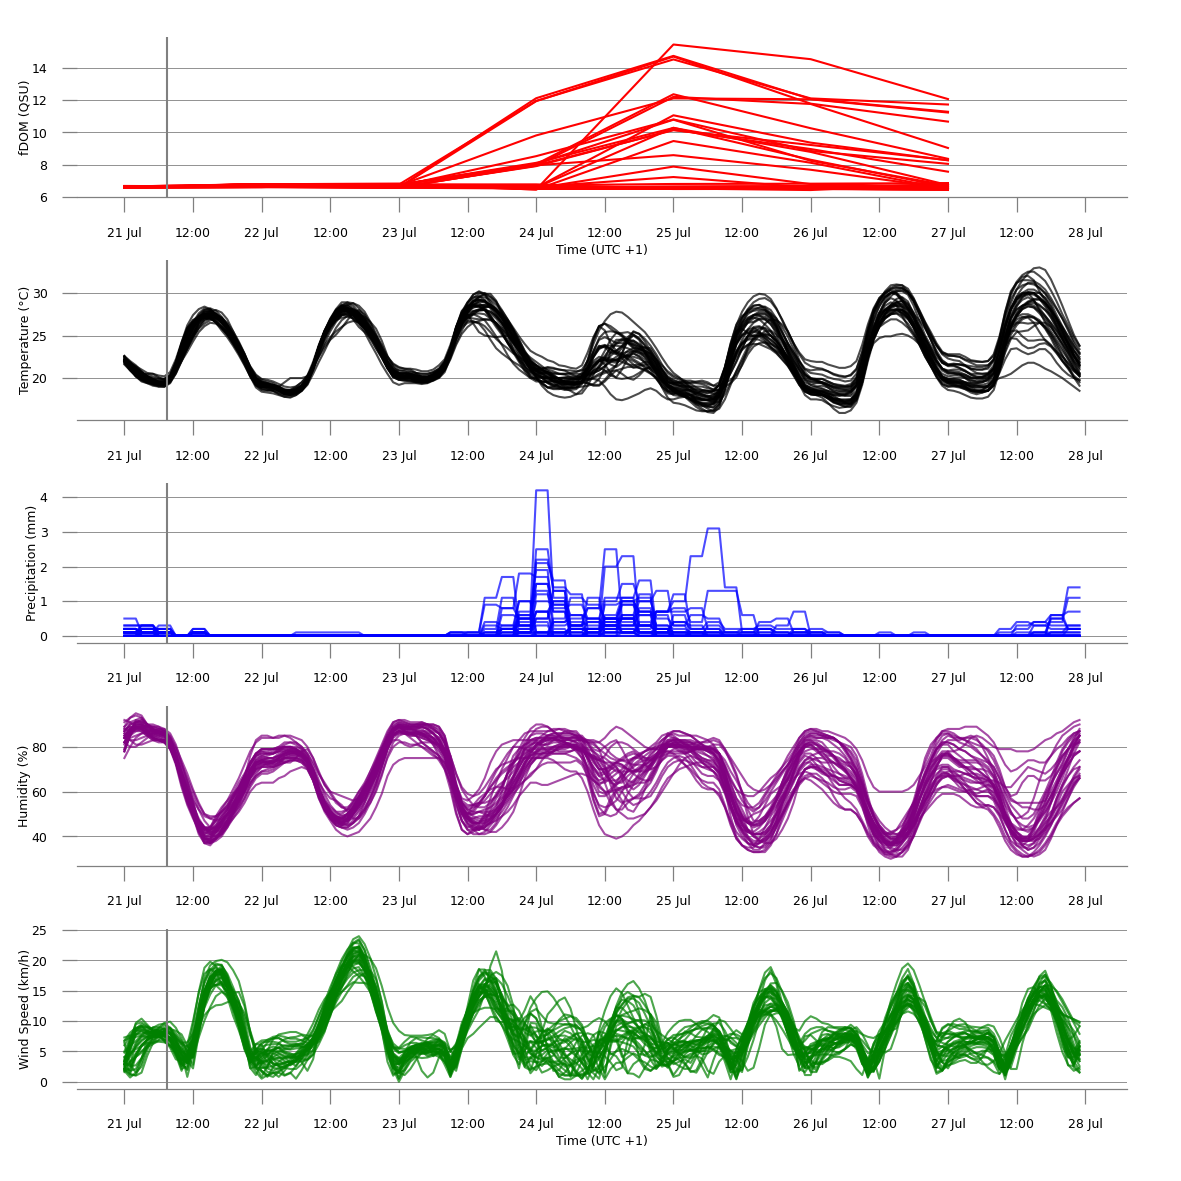 fDOM (QSU)
14
12
10
8
6
21 Jul 12:00 22 Jul 12:00 23 Jul 12:00 24 Jul 12:00 25 Jul 12:00 26 Jul 12:00 27 Jul 12:00 28 Jul
Time (UTC +1)
Temperature (°C)
30
25
20
21 Jul 12:00 22 Jul 12:00 23 Jul 12:00 24 Jul 12:00 25 Jul 12:00 26 Jul 12:00 27 Jul 12:00 28 Jul
Precipitation (mm)
4
3
2
1
0
21 Jul 12:00 22 Jul 12:00 23 Jul 12:00 24 Jul 12:00 25 Jul 12:00 26 Jul 12:00 27 Jul 12:00 28 Jul
Humidity (%)
80
60
40
21 Jul 12:00 22 Jul 12:00 23 Jul 12:00 24 Jul 12:00 25 Jul 12:00 26 Jul 12:00 27 Jul 12:00 28 Jul
Wind Speed (km/h)
25
20
15
10
5
0
21 Jul 12:00 22 Jul 12:00 23 Jul 12:00 24 Jul 12:00 25 Jul 12:00 26 Jul 12:00 27 Jul 12:00 28 Jul
Time (UTC +1)